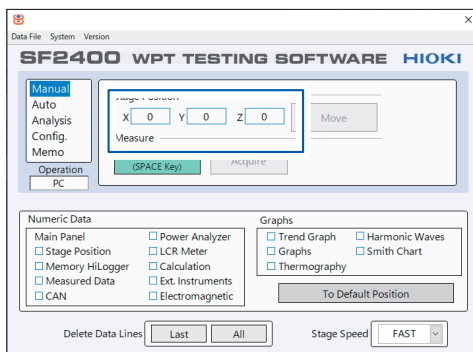 Data File System Version
SF2400 WPT TESTING SOFTWARE HIOKI
Manual
Auto
Analysis
Config.
Memo
Operation
PC
Stage Position
X 0 Y 0 Z 0
Move
Measure
(SPACE Key)
Acquire
Numeric Data
Main Panel
Stage Position
Memory HiLogger
Measured Data
CAN
Power Analyzer
LCR Meter
Calculation
Ext. Instruments
Electromagnetic
Graphs
Trend Graph
Graphs
Thermography
Harmonic Waves
Smith Chart
To Default Position
Delete Data Lines Last All
Stage Speed FAST